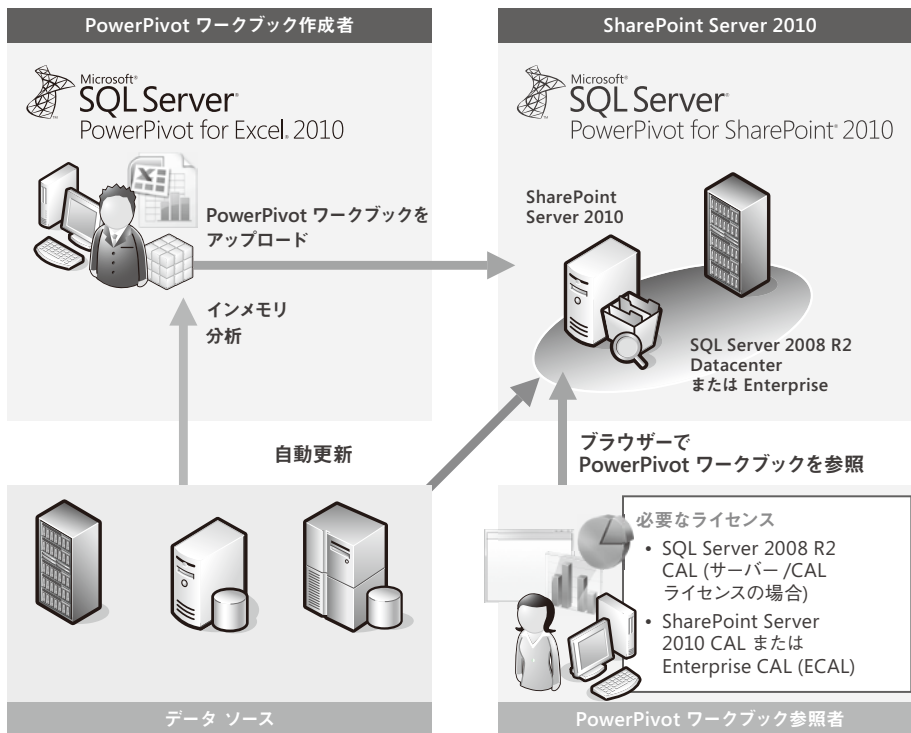 PowerPivot ワークブック作成者
Microsoft®
SQL Server®
PowerPivot for Excel® 2010
PowerPivot ワークブックを
アップロード
インメモリ
分析
SharePoint Server 2010
Microsoft®
SQL Server®
PowerPivot for SharePoint® 2010
SharePoint
Server 2010
SQL Server 2008 R2
Datacenter
または Enterprise
自動更新
ブラウザーで
PowerPivot ワークブックを参照
データ ソース
必要なライセンス
• SQL Server 2008 R2
CAL (サーバー /CAL
ライセンスの場合)
• SharePoint Server
2010 CAL または
Enterprise CAL (ECAL)
PowerPivot ワークブック参照者